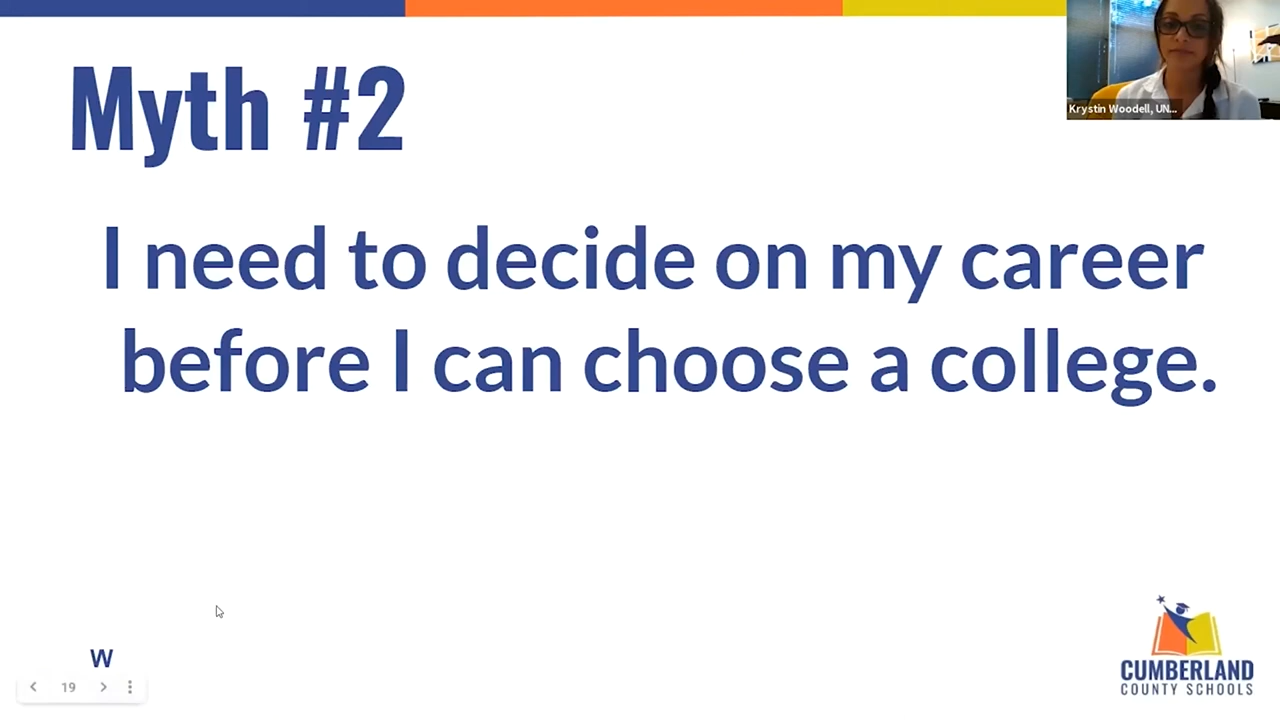 Myth #2
Krystin Woodell, UN...
I need to decide on my career
before I can choose a college.
W
19
CUMBERLAND
COUNTY SCHOOLS